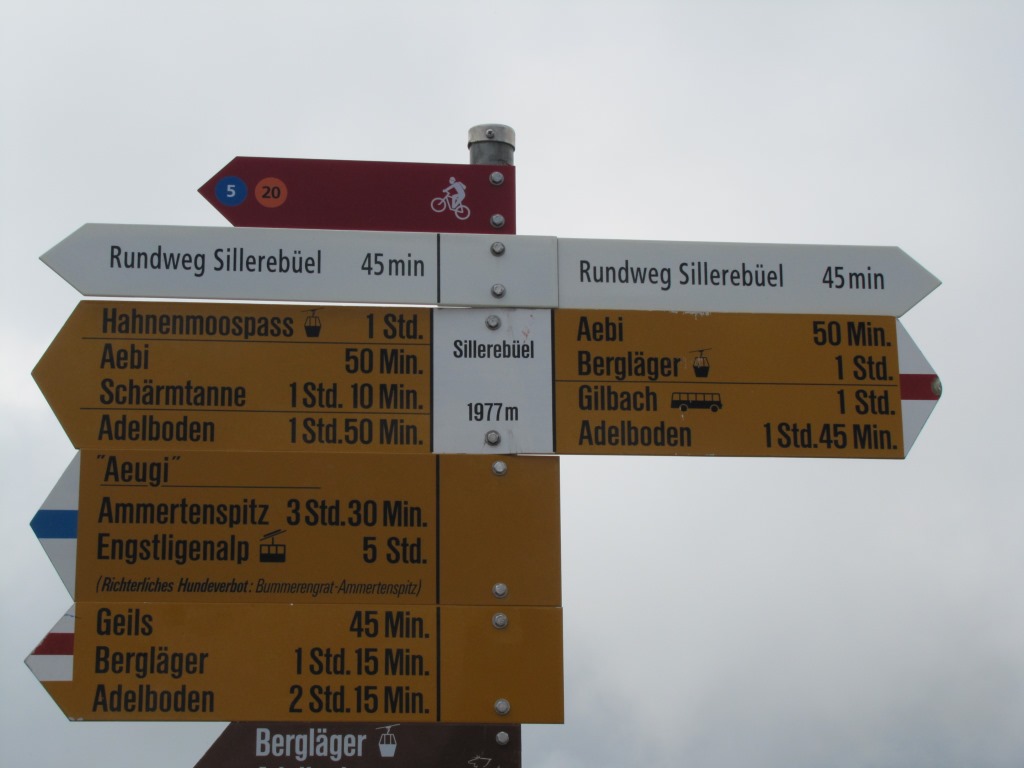 5 20
Rundweg Sillerebüel 45 min
Rundweg Sillerebüel 45 min
Hahnenmoospass 1 Std.
Aebi 50 Min.
Schärmtanne 1 Std. 10 Min.
Adelboden 1 Std. 50 Min.
Sillerebüel
1977 m
Aebi 50 Min.
Bergläger 1 Std.
Gilbach 1 Std.
Adelboden 1 Std. 45 Min.
"Aeugi"
Ammertenspitz 3 Std. 30 Min.
Engstligenalp 5 Std.
(Richterliches Hundeverbot: Bummerengrat-Ammertenspitz)
Geils 45 Min.
Bergläger 1 Std. 15 Min.
Adelboden 2 Std. 15 Min.
Bergläger